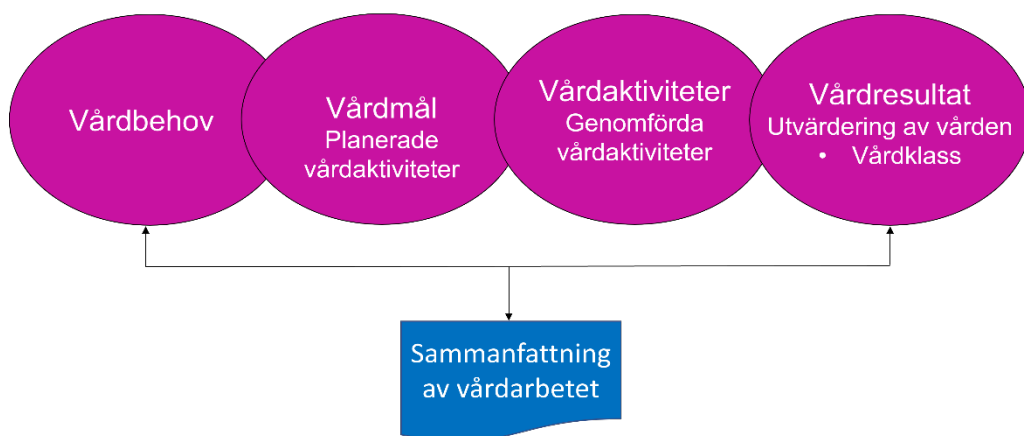 Vårdbehov
Vårdmål
Planerade
vårdaktiviteter
Vårdaktiviteter
Genomförda
vårdaktiviteter
Vårdresultat
Utvärdering av vården
• Vårdklass
Sammanfattning
av vårdarbetet